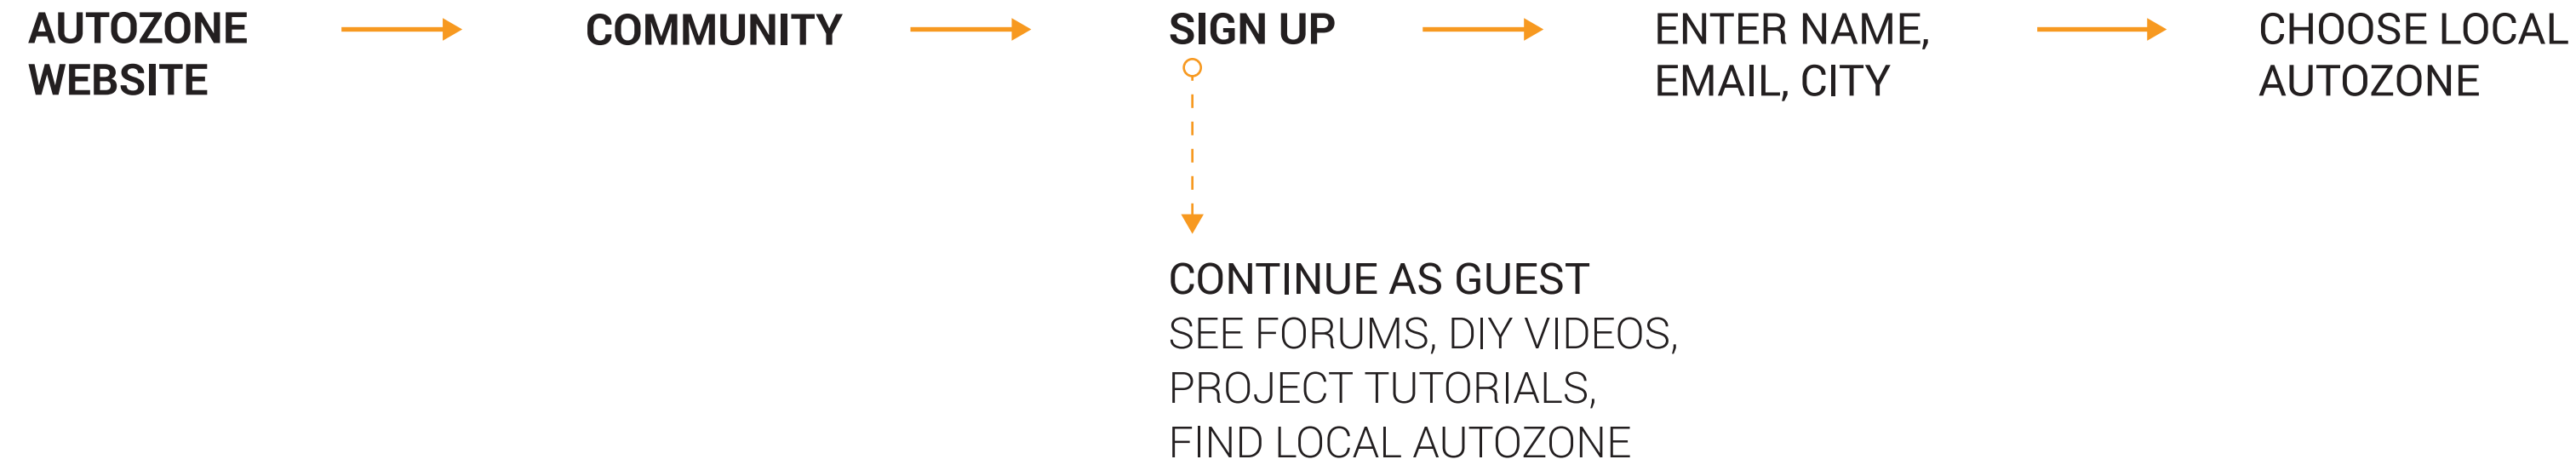 AUTOZONE
WEBSITE
COMMUNITY
SIGN UP
ENTER NAME,
EMAIL, CITY
CHOOSE LOCAL
AUTOZONE
CONTINUE AS GUEST
SEE FORUMS, DIY VIDEOS,
PROJECT TUTORIALS,
FIND LOCAL AUTOZONE